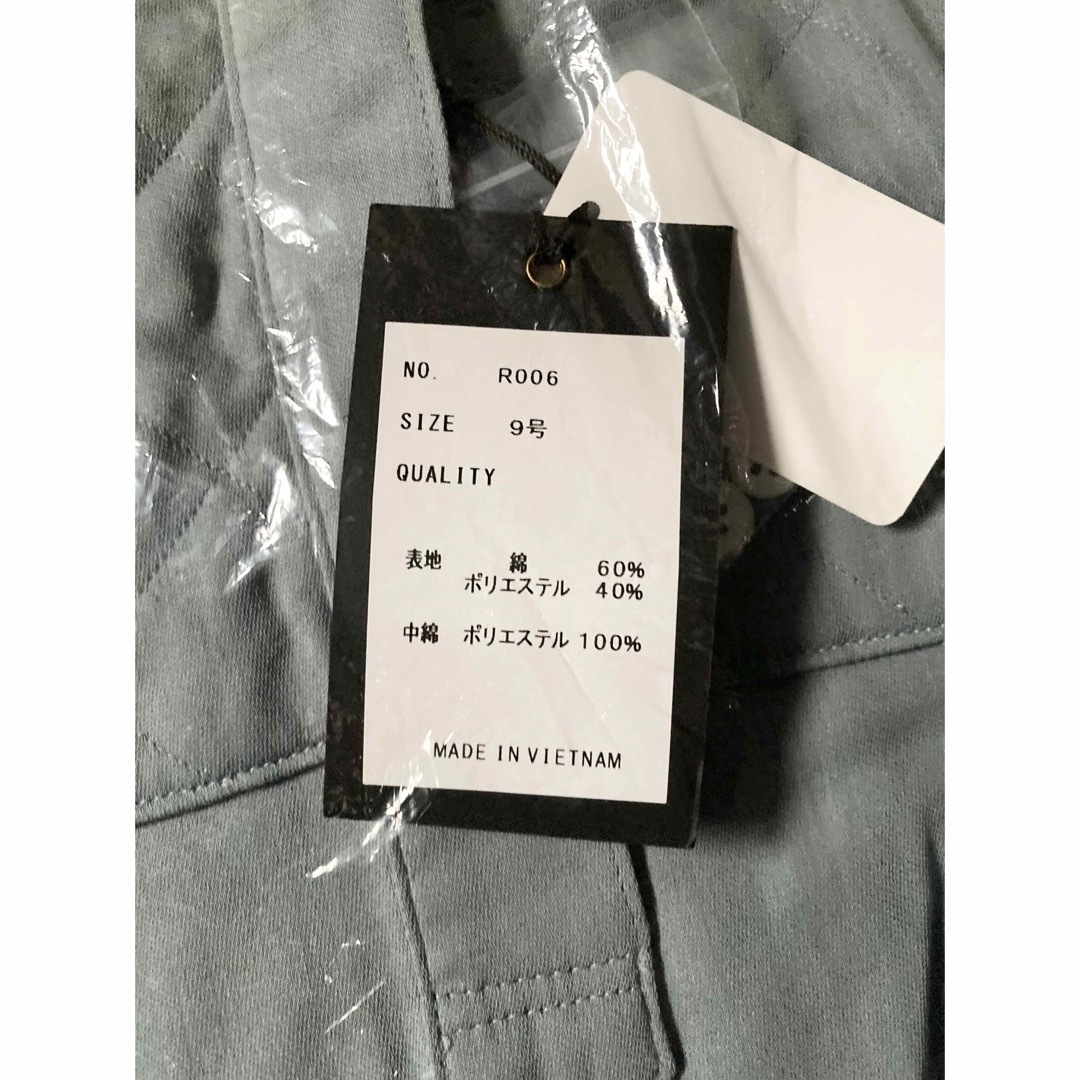 NO. R006
SIZE 9号
QUALITY
表地 綿 60%
ポリエステル 40%
中綿 ポリエステル 100%
MADE IN VIETNAM